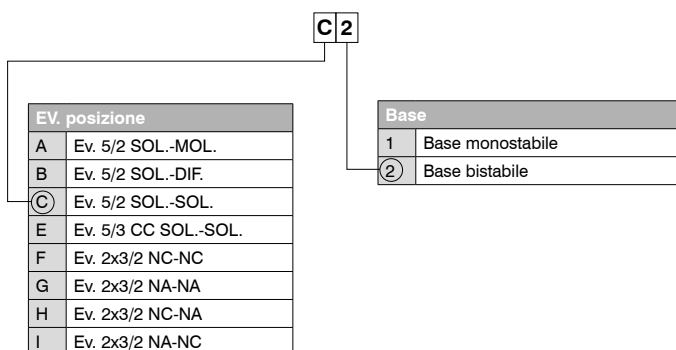 C 2
EV. posizione
A Ev. 5/2 SOL.-MOL.
B Ev. 5/2 SOL.-DIF.
C Ev. 5/2 SOL.-SOL.
E Ev. 5/3 CC SOL.-SOL.
F Ev. 2x3/2 NC-NC
G Ev. 2x3/2 NA-NA
H Ev. 2x3/2 NC-NA
I Ev. 2x3/2 NA-NC
Base
1 Base monostabile
2 Base bistabile